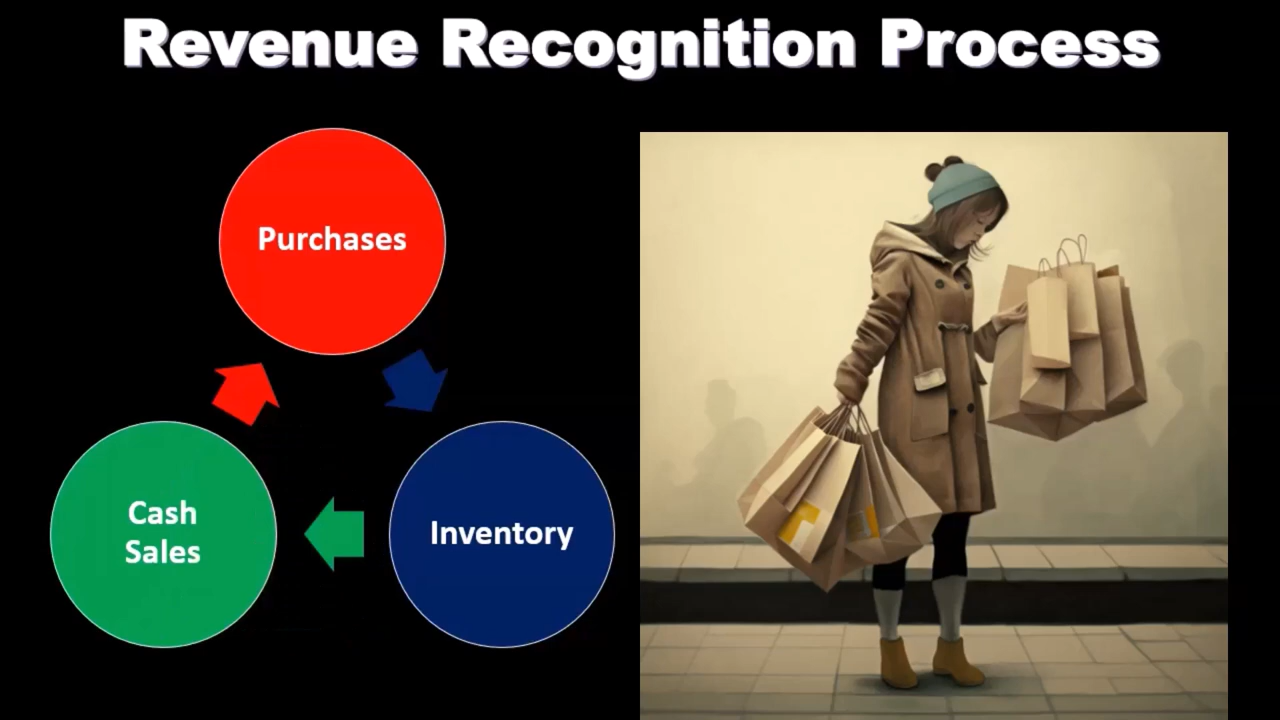 Revenue Recognition Process
Purchases
Cash
Sales
Inventory